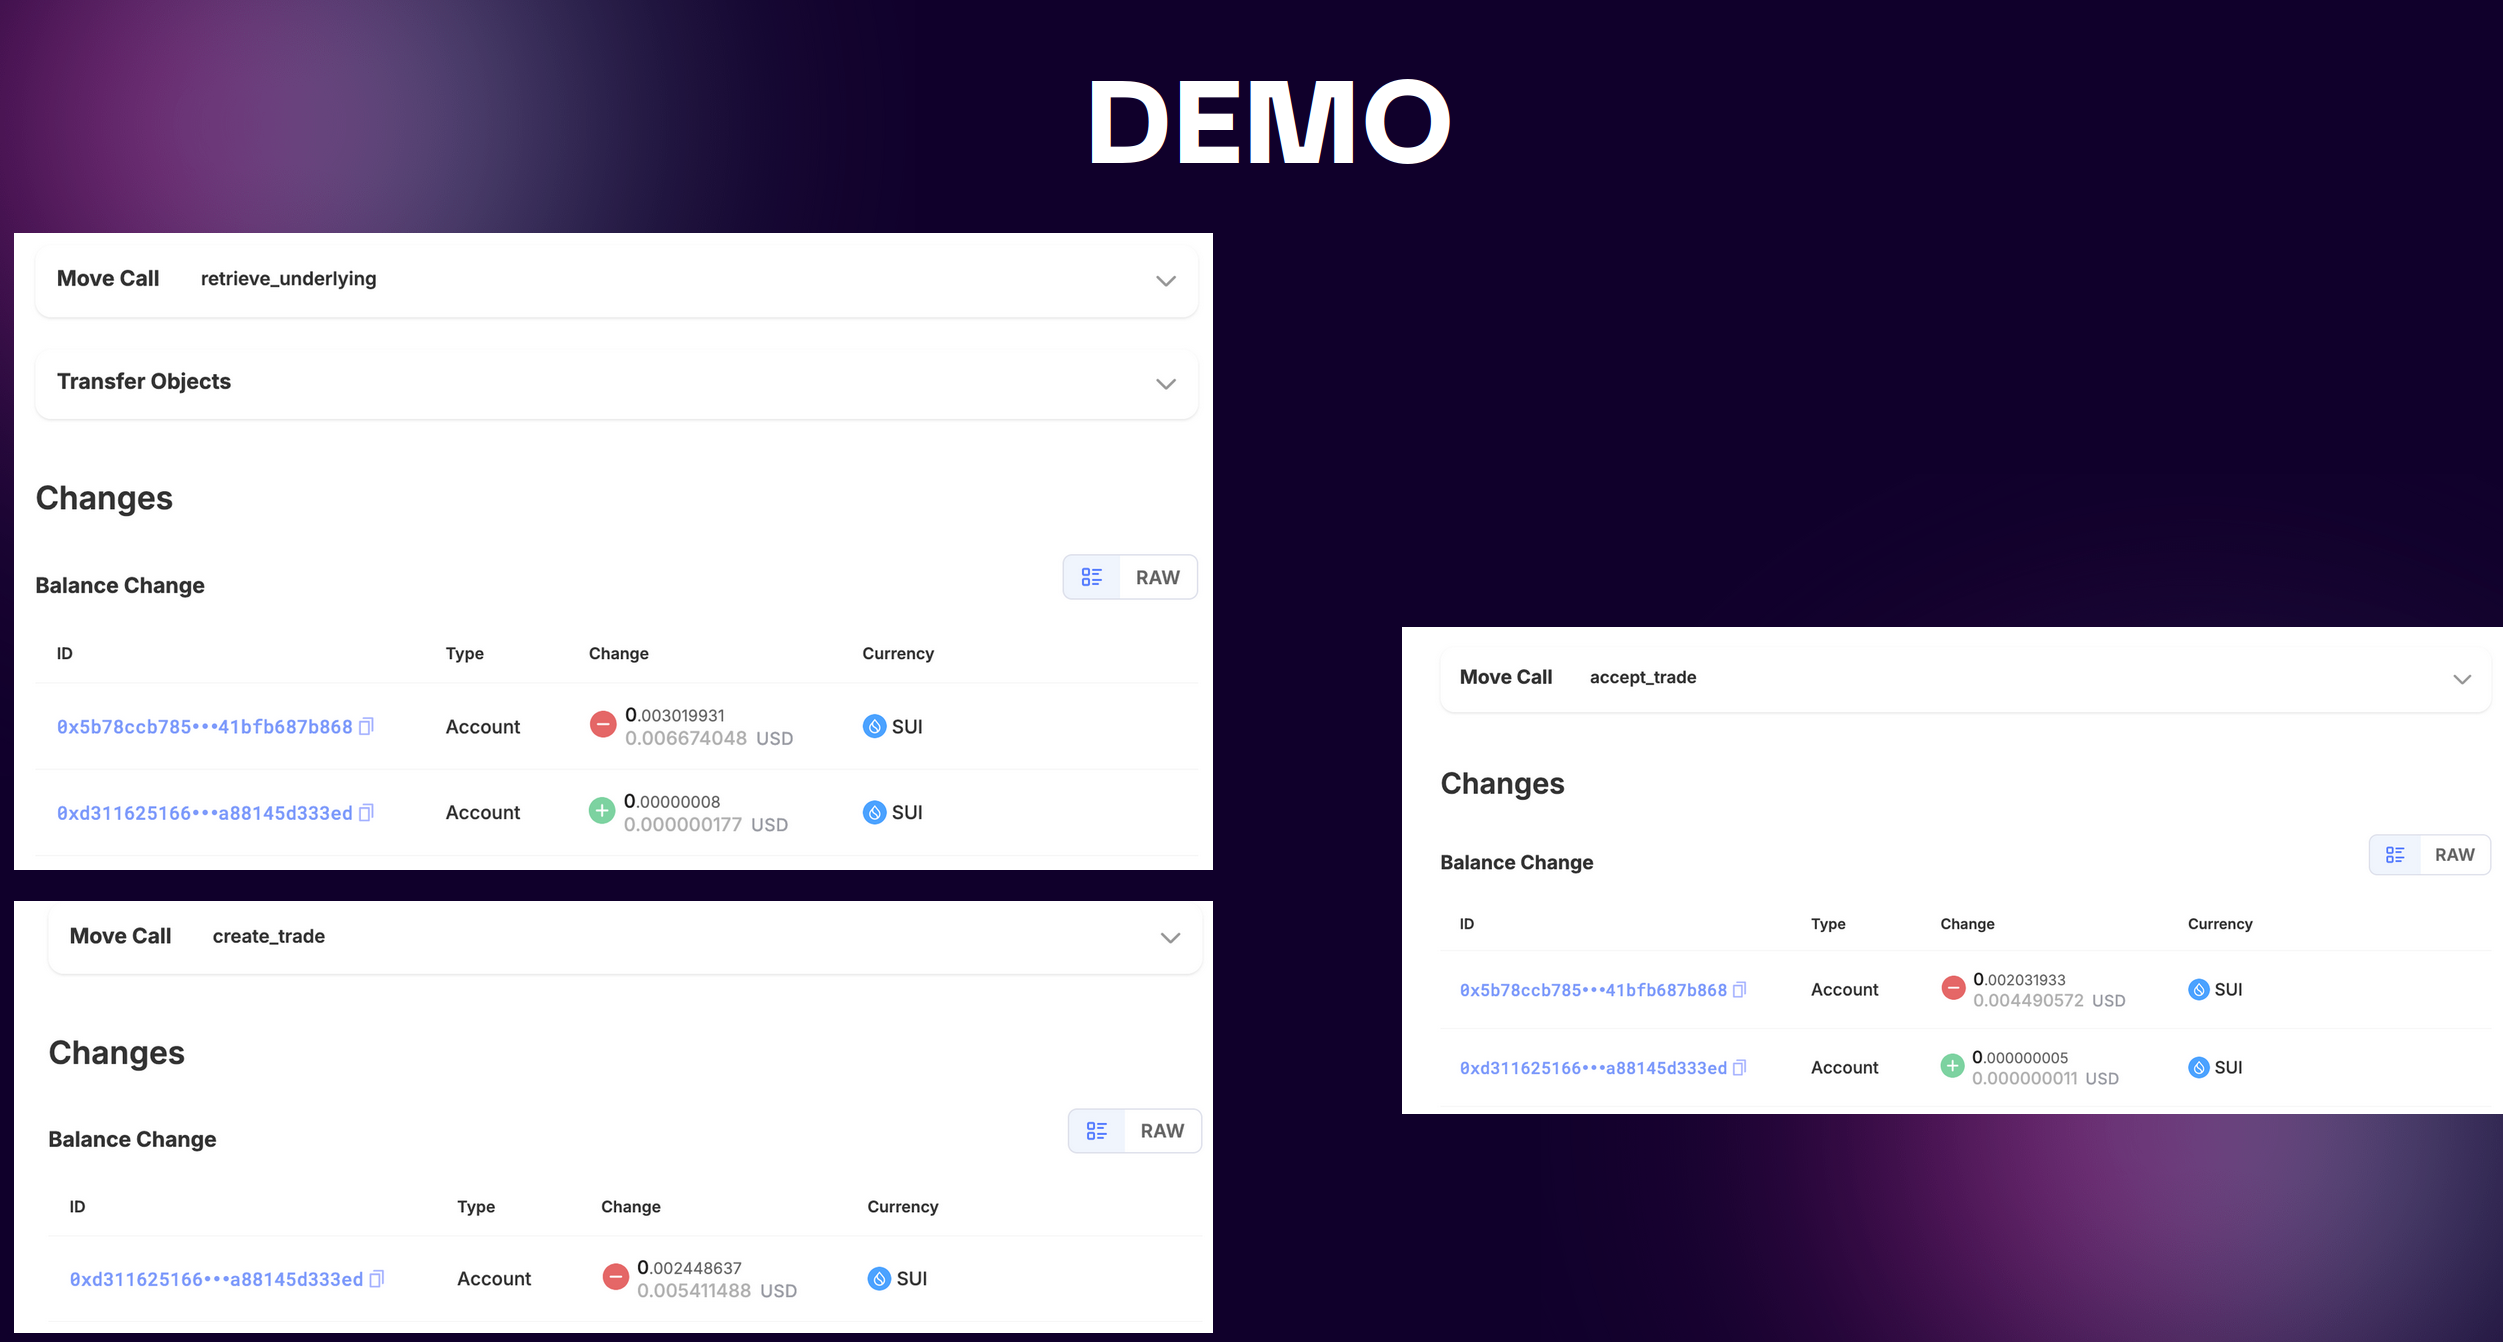 DEMO
Move Call retrieve_underlying
Transfer Objects
Changes
Balance Change RAW
ID Type Change Currency
0x5b78ccb785•••41bfb687b868 Account 0.003019931 SUI
0.006674048 USD
0xd311625166•••a88145d333ed Account 0.00000008 SUI
0.000000177 USD
Move Call create_trade
Changes
Balance Change RAW
ID Type Change Currency
0xd311625166•••a88145d333ed Account 0.002448637 SUI
0.005411488 USD
Move Call accept_trade
Changes
Balance Change RAW
ID Type Change Currency
0x5b78ccb785•••41bfb687b868 Account 0.002031933 SUI
0.004490572 USD
0xd311625166•••a88145d333ed Account 0.000000005 SUI
0.000000011 USD